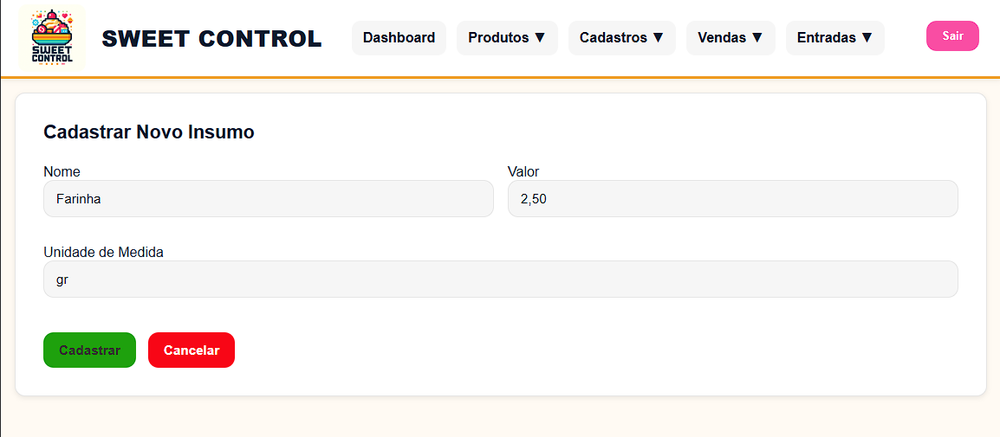 SWEET
CONTROL
SWEET CONTROL
Dashboard
Produtos ▼
Cadastros ▼
Vendas ▼
Entradas ▼
Sair
Cadastrar Novo Insumo
Nome
Valor
Farinha
2,50
Unidade de Medida
gr
Cadastrar
Cancelar